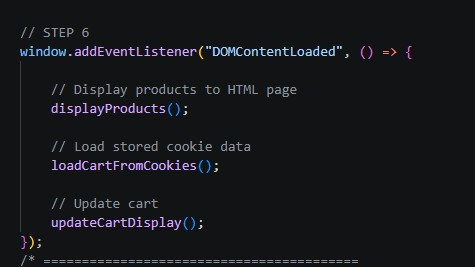 // STEP 6
window.addEventListener("DOMContentLoaded", () => {
// Display products to HTML page
displayProducts();
// Load stored cookie data
loadCartFromCookies();
// Update cart
updateCartDisplay();
});
/* =========================================